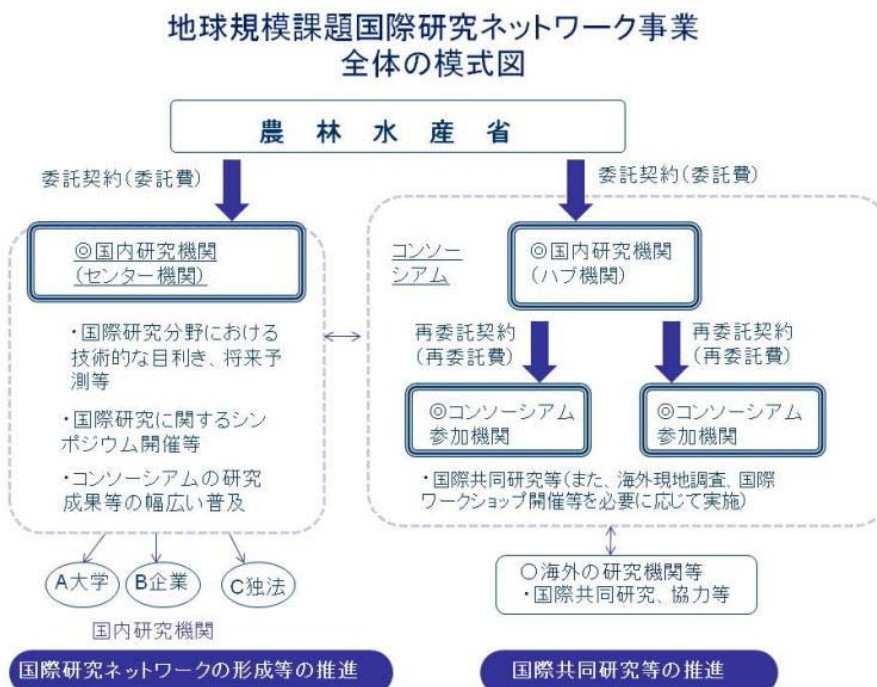 地球規模課題国際研究ネットワーク事業
全体の模式図
農林水産省
委託契約(委託費)
委託契約(委託費)
◎国内研究機関
(センター機関)
・国際研究分野における
技術的な目利き、将来予
測等
・国際研究に関するシン
ポジウム開催等
・コンソーシアムの研究
成果等の幅広い普及
A大学
B企業
C独法
国内研究機関
国際研究ネットワークの形成等の推進
コンソー
シアム
◎国内研究機関
(ハブ機関)
再委託契約
(再委託費)
再委託契約
(再委託費)
◎コンソーシアム
参加機関
◎コンソーシアム
参加機関
・国際共同研究等(また、海外現地調査、国際
ワークショップ開催等を必要に応じて実施)
○海外の研究機関等
・国際共同研究、協力等
国際共同研究等の推進